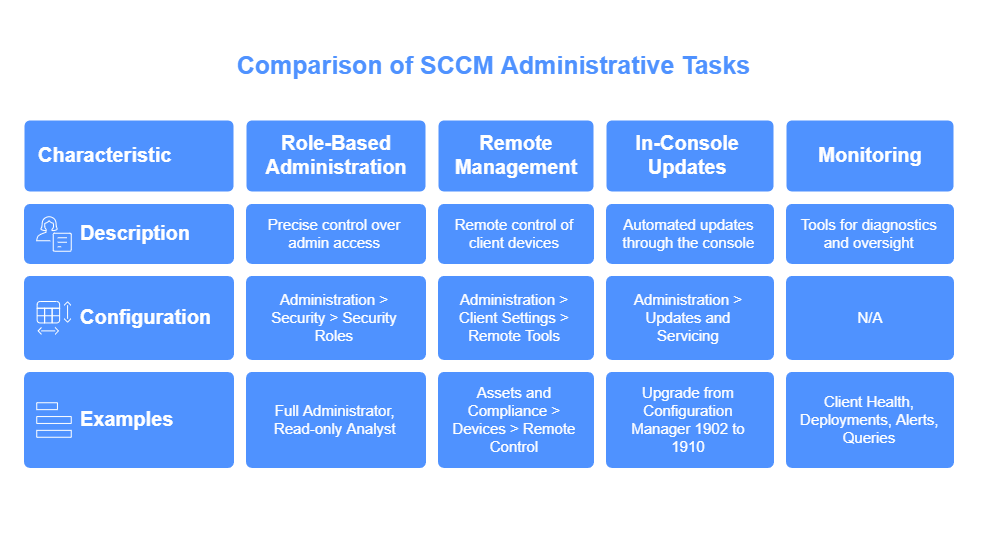 Comparison of SCCM Administrative Tasks
Characteristic
Role-Based
Administration
Remote
Management
In-Console
Updates
Monitoring
Description
Precise control over
admin access
Remote control of
client devices
Automated updates
through the console
Tools for diagnostics
and oversight
Configuration
Administration >
Security > Security
Roles
Administration >
Client Settings >
Remote Tools
Administration >
Updates and
Servicing
N/A
Examples
Full Administrator,
Read-only Analyst
Assets and
Compliance >
Devices > Remote
Control
Upgrade from
Configuration
Manager 1902 to
1910
Client Health,
Deployments, Alerts,
Queries